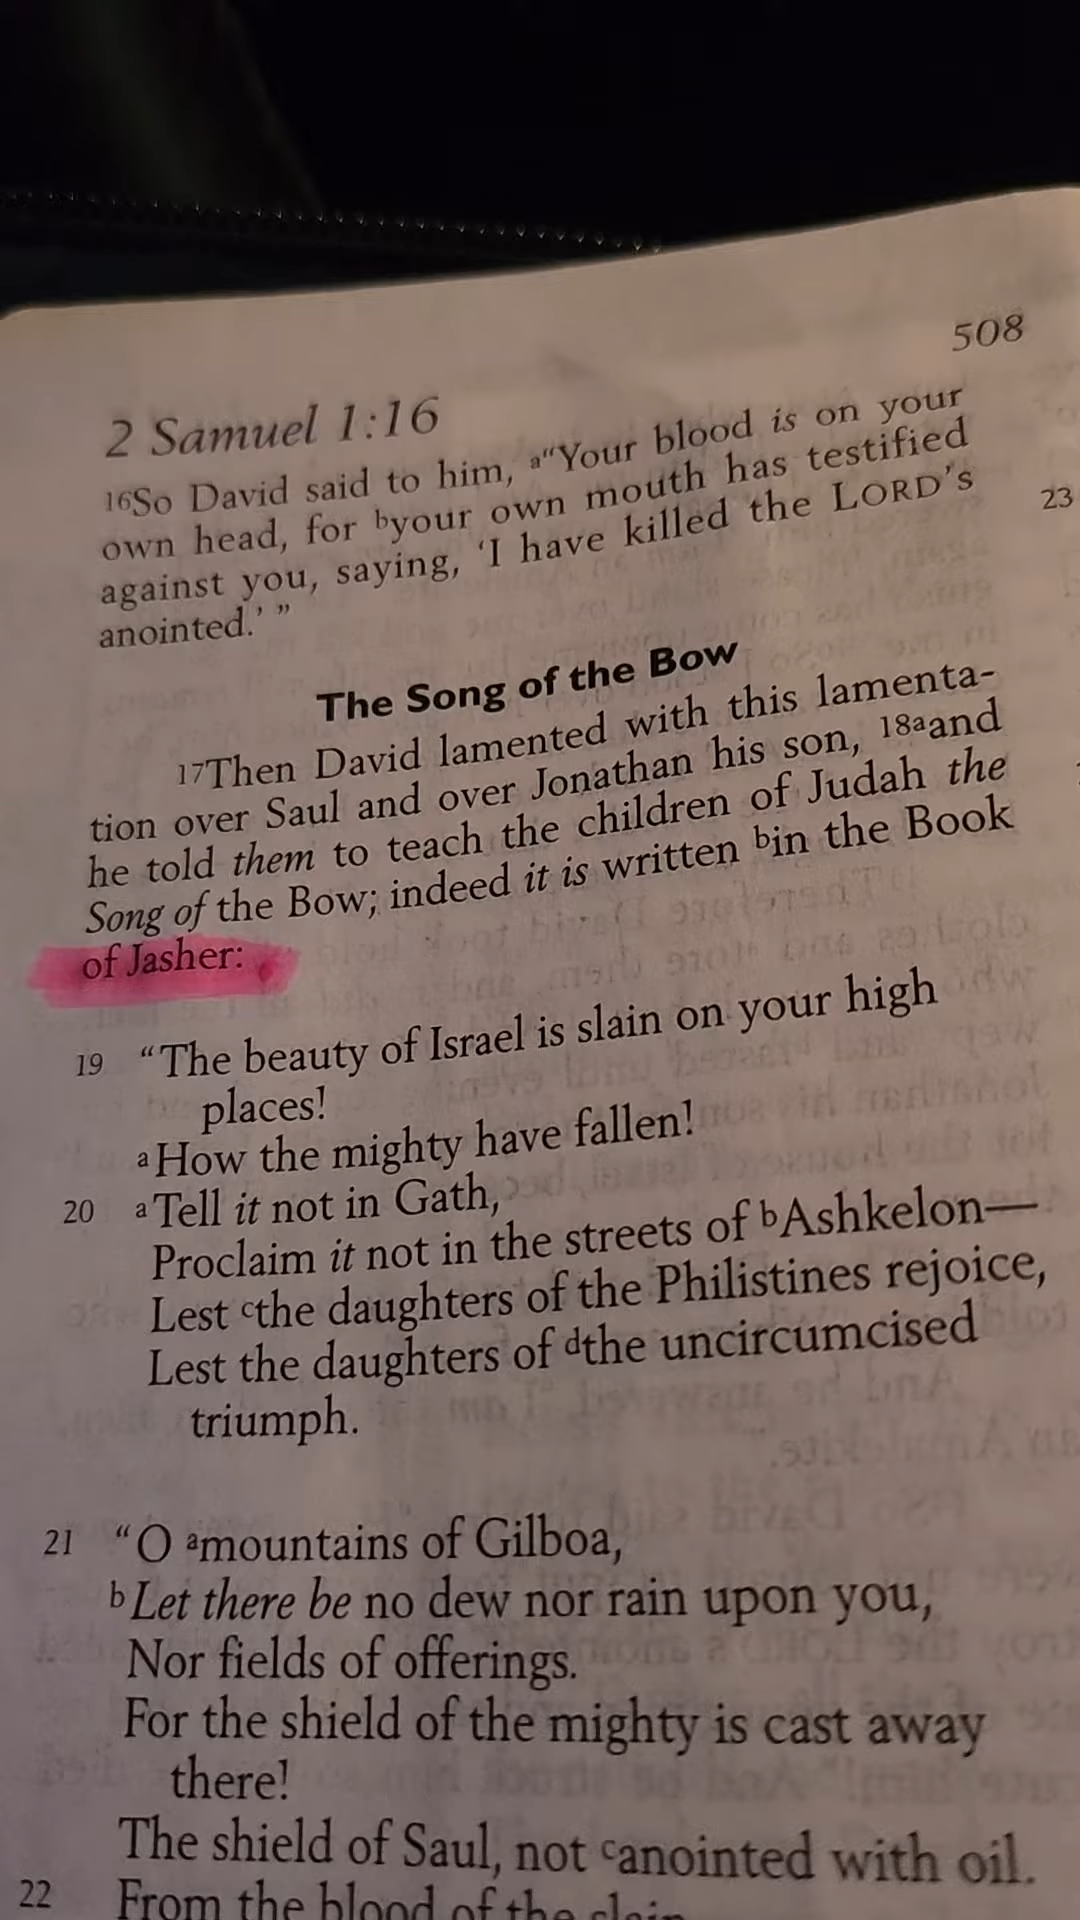 508
2 Samuel 1:16
16So David said to him, a"Your blood is on your
own head, for byour own mouth has testified
against you, saying, 'I have killed the LORD's
anointed.' "
The Song of the Bow
17Then David lamented with this lamenta-
tion over Saul and over Jonathan his son, 18aand
he told them to teach the children of Judah the
Song of the Bow; indeed it is written bin the Book
of Jasher:
19 "The beauty of Israel is slain on your high
places!
aHow the mighty have fallen!
20 aTell it not in Gath,
Proclaim it not in the streets of bAshkelon—
Lest cthe daughters of the Philistines rejoice,
Lest the daughters of dthe uncircumcised
triumph.
21 "O amountains of Gilboa,
bLet there be no dew nor rain upon you,
Nor fields of offerings.
For the shield of the mighty is cast away
there!
The shield of Saul, not canointed with oil.
22 From the blood of the slain
23